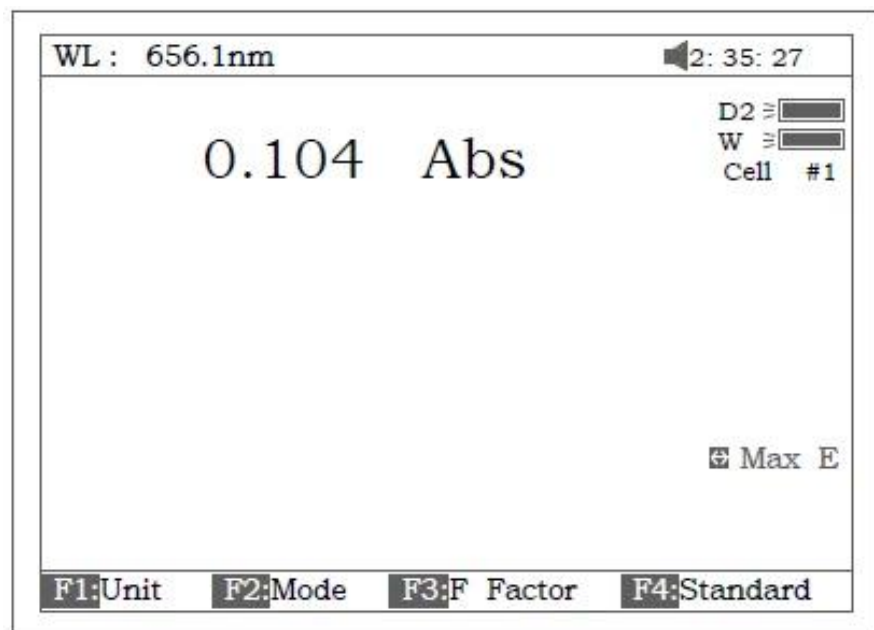 WL : 656.1nm 2: 35: 27
D2
0.104 Abs
W
Cell #1
Max E
F1:Unit F2:Mode F3:F Factor F4:Standard